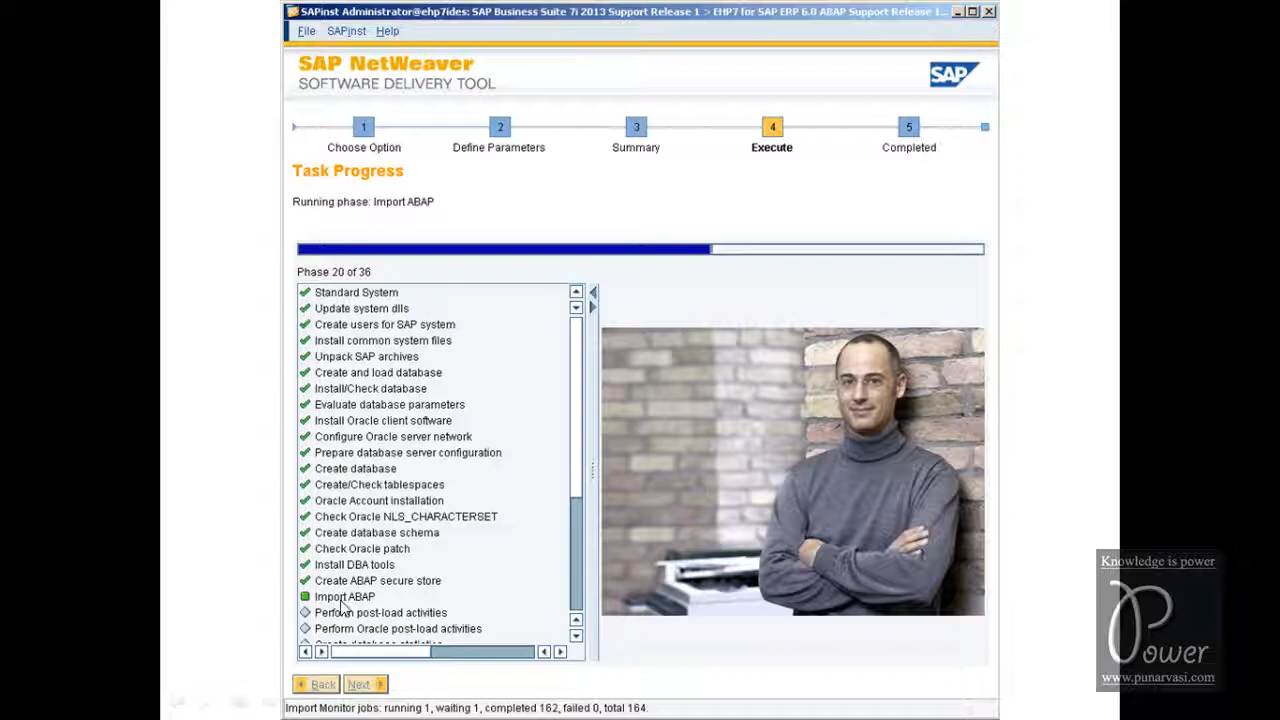 SAPinst Administrator@ehp7ides: SAP Business Suite 7i 2013 Support Release 1 > EHP7 for SAP ERP 6.0 ABAP Support Release 1...
File SAPinst Help
SAP NetWeaver
SOFTWARE DELIVERY TOOL
SAP
1 2 3 4 5
Choose Option Define Parameters Summary Execute Completed
Task Progress
Running phase: Import ABAP
Phase 20 of 36
Standard System
Update system dlls
Create users for SAP system
Install common system files
Unpack SAP archives
Create and load database
Install/Check database
Evaluate database parameters
Install Oracle client software
Configure Oracle server network
Prepare database server configuration
Create database
Create/Check tablespaces
Oracle Account installation
Check Oracle NLS_CHARACTERSET
Create database schema
Check Oracle patch
Install DBA tools
Create ABAP secure store
Import ABAP
Perform post-load activities
Perform Oracle post-load activities
Create database statistics
Back Next
Import Monitor jobs: running 1, waiting 1, completed 162, failed 0, total 164.
Knowledge is power
Power
www.punarvasi.com